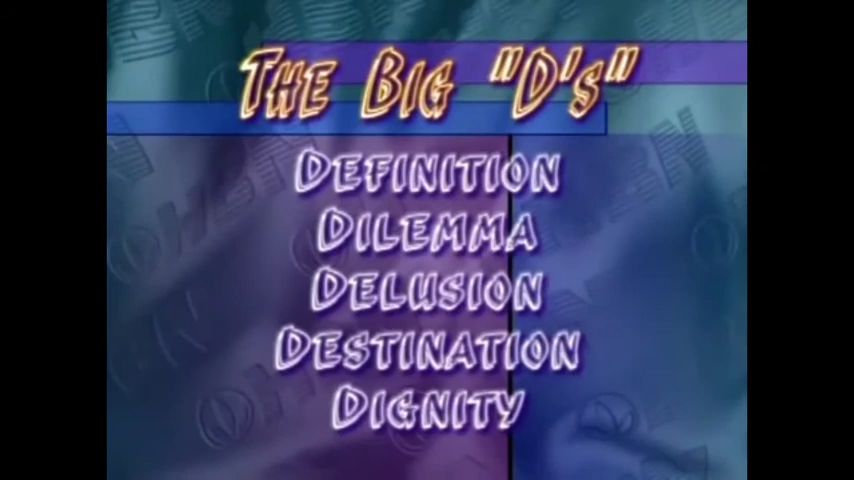 The Big "D's"
Definition
Dilemma
Delusion
Destination
Dignity